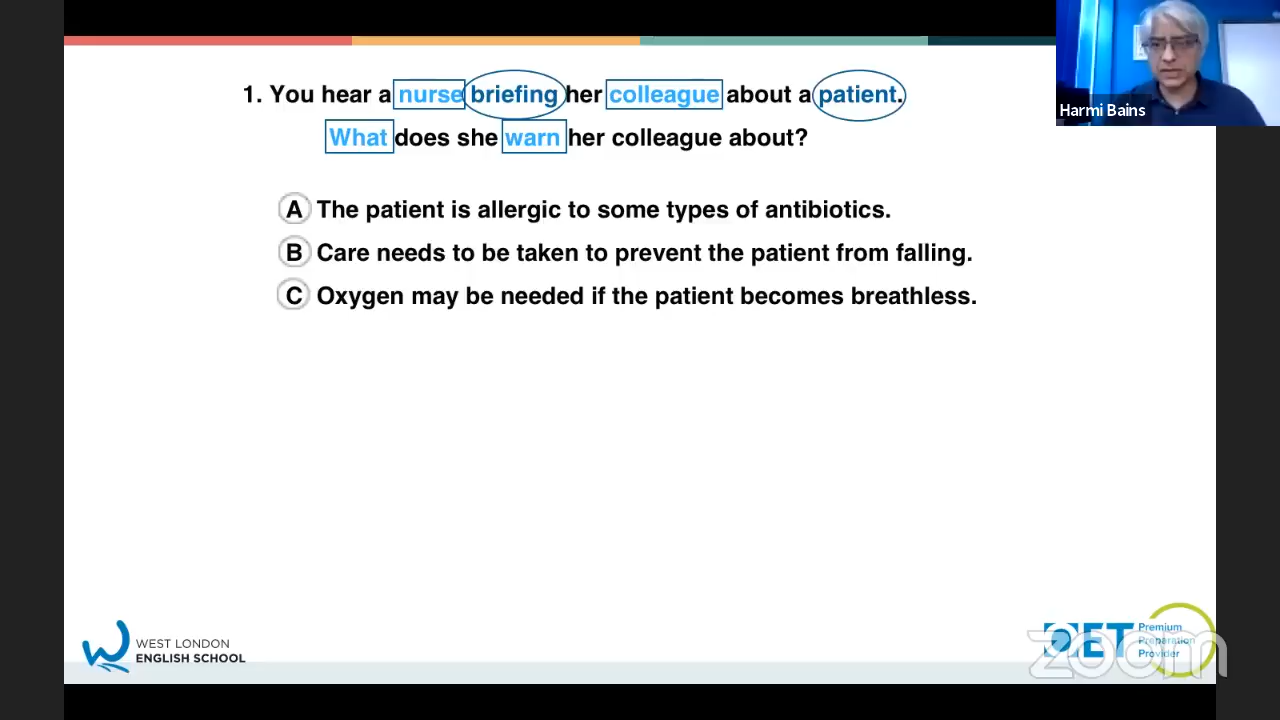 1. You hear a nurse briefing her colleague about a patient.
What does she warn her colleague about?
A The patient is allergic to some types of antibiotics.
B Care needs to be taken to prevent the patient from falling.
C Oxygen may be needed if the patient becomes breathless.
Harmi Bains
WEST LONDON
ENGLISH SCHOOL
OET
Premium
Preparation
Provider
zoom